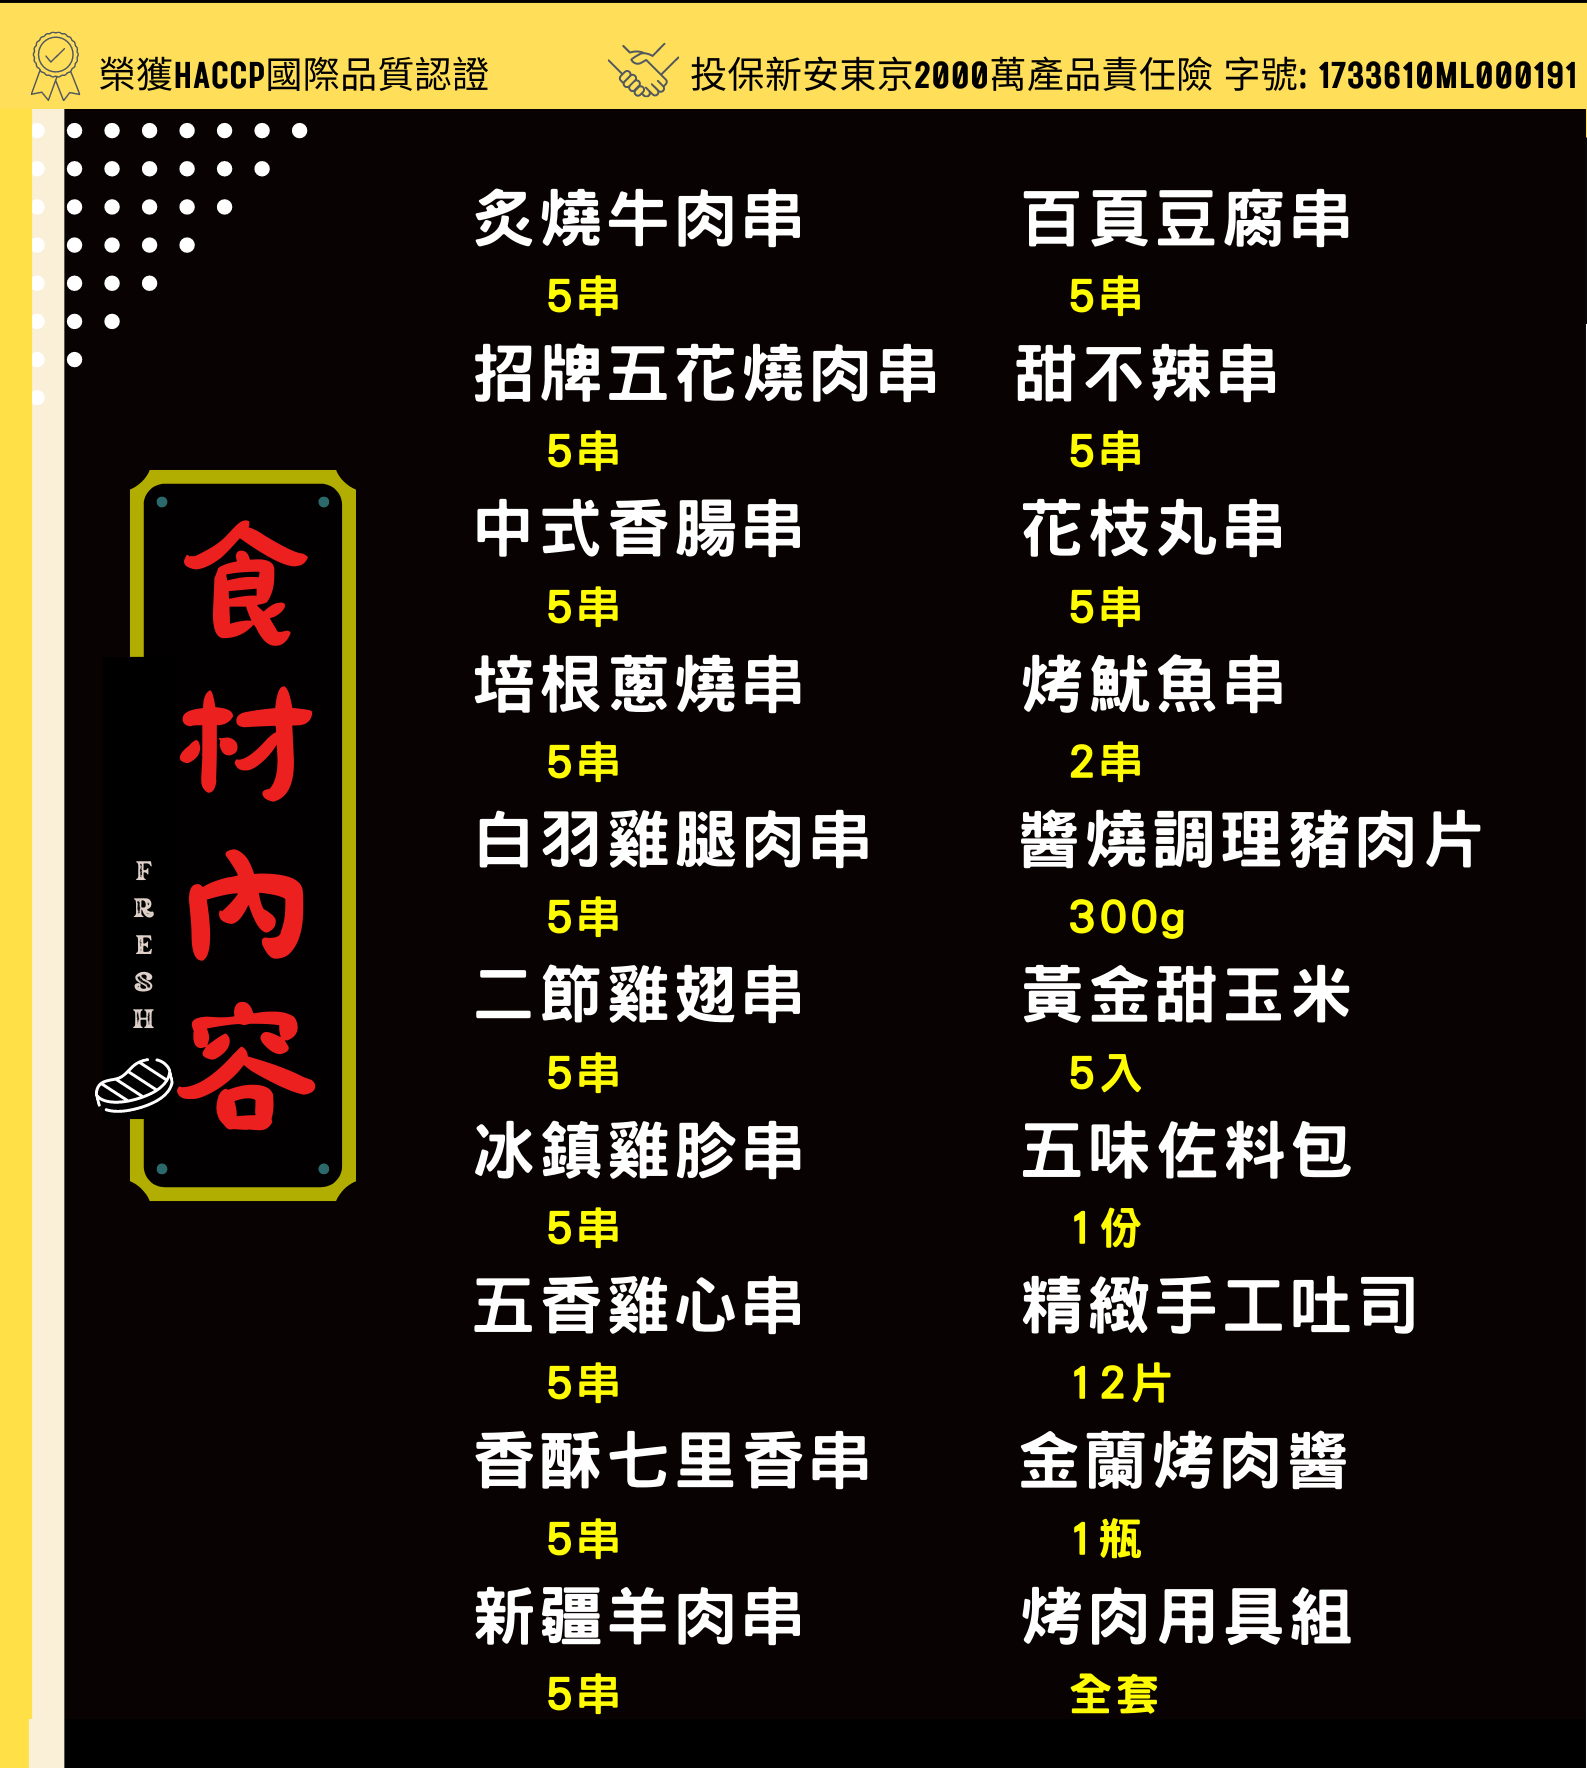 榮獲HACCP國際品質認證
投保新安東京2000萬產品責任險 字號: 1733610ML000191
食材內容
FRESH
炙燒牛肉串
5串
招牌五花燒肉串
5串
中式香腸串
5串
培根蔥燒串
5串
白羽雞腿肉串
5串
二節雞翅串
5串
冰鎮雞胗串
5串
五香雞心串
5串
香酥七里香串
5串
新疆羊肉串
5串
百頁豆腐串
5串
甜不辣串
5串
花枝丸串
5串
烤魷魚串
2串
醬燒調理豬肉片
300g
黃金甜玉米
5入
五味佐料包
1份
精緻手工吐司
12片
金蘭烤肉醬
1瓶
烤肉用具組
全套